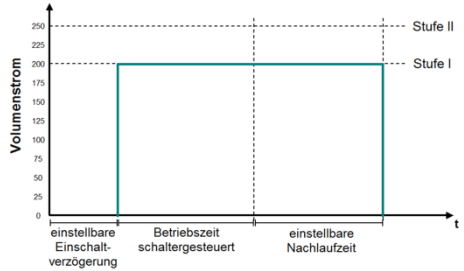 Volumenstrom
250
225
200
175
150
125
100
75
50
25
0
Stufe II
Stufe I
t
einstellbare
Einschalt-
verzögerung
Betriebszeit
schaltergesteuert
einstellbare
Nachlaufzeit